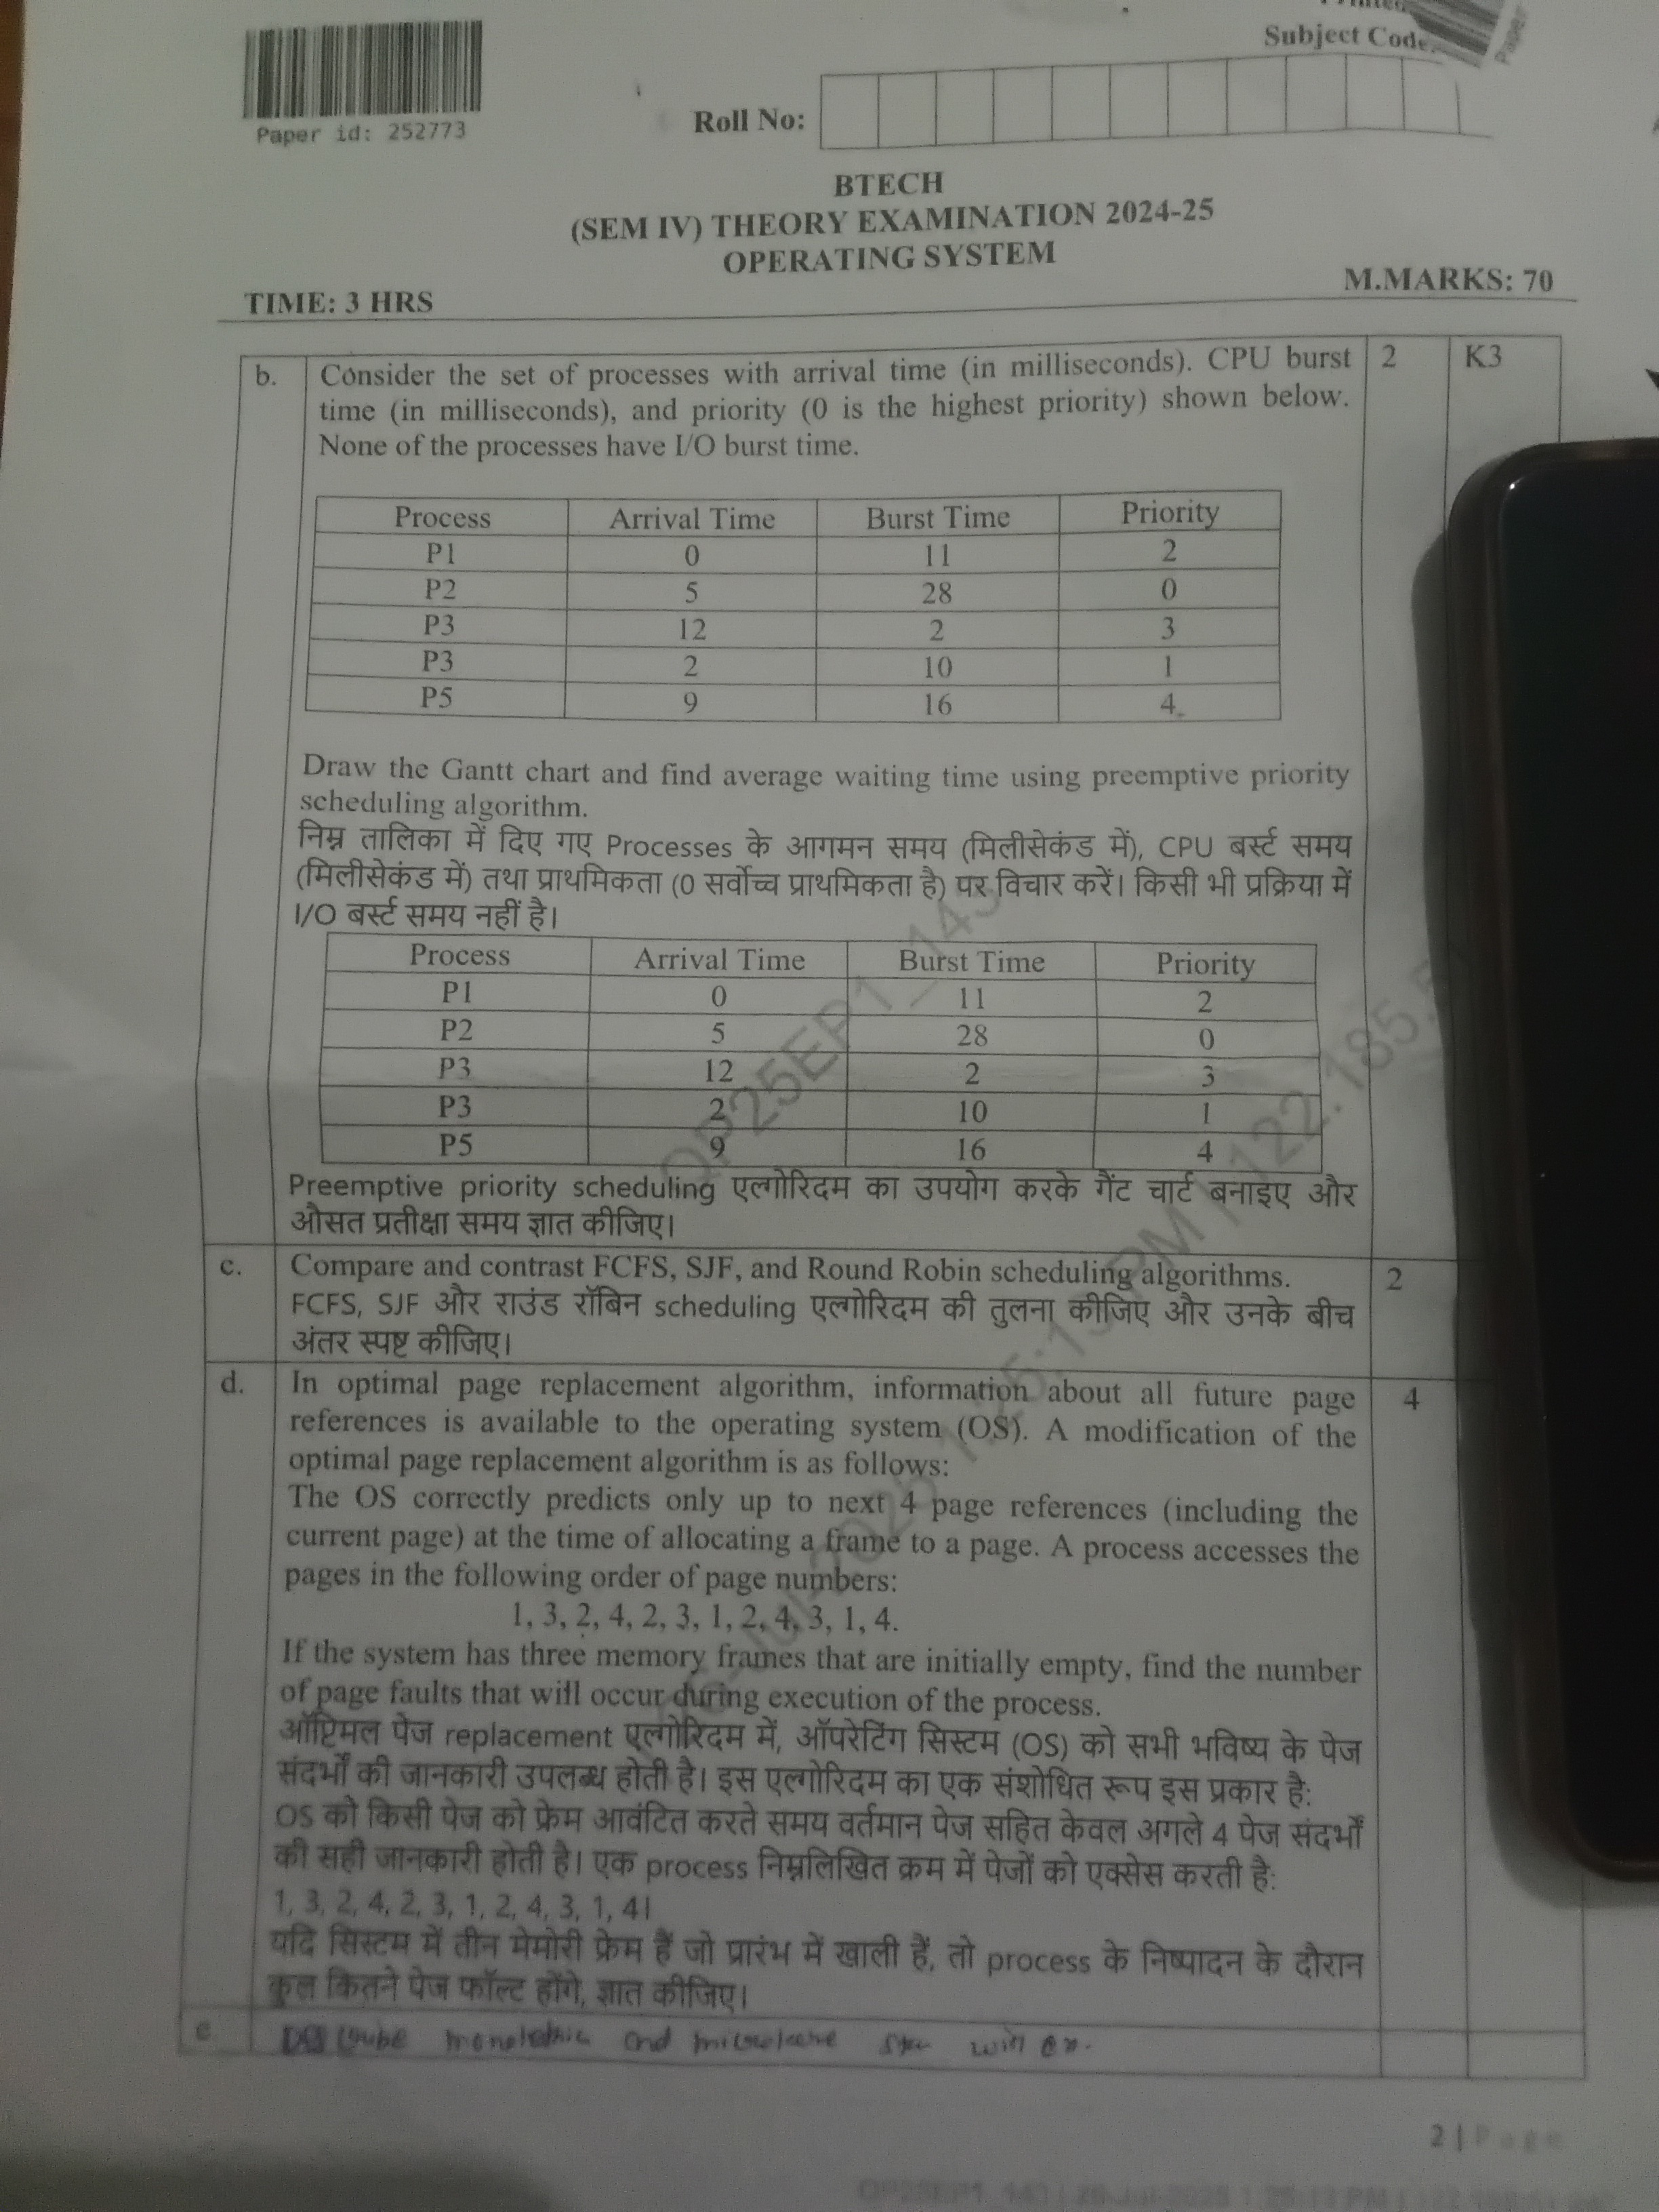 Subject Code
Paper
Paper id: 252773
Roll No:
BTECH
(SEM IV) THEORY EXAMINATION 2024-25
OPERATING SYSTEM
TIME: 3 HRS
M.MARKS: 70
b. Consider the set of processes with arrival time (in milliseconds). CPU burst 2 K3
time (in milliseconds), and priority (0 is the highest priority) shown below.
None of the processes have I/O burst time.
Process Arrival Time Burst Time Priority
P1 0 11 2
P2 5 28 0
P3 12 2 3
P3 2 10 1
P5 9 16 4
Draw the Gantt chart and find average waiting time using preemptive priority
scheduling algorithm.
निम्न तालिका में दिए गए Processes के आगमन समय (मिलीसेकंड में), CPU बर्स्ट समय
(मिलीसेकंड में) तथा प्राथमिकता (0 सर्वोच्च प्राथमिकता है) पर विचार करें। किसी भी प्रक्रिया में
I/O बर्स्ट समय नहीं है।
Process Arrival Time Burst Time Priority
P1 0 11 2
P2 5 28 0
P3 12 2 3
P3 2 10 1
P5 9 16 4
Preemptive priority scheduling एल्गोरिदम का उपयोग करके गैंट चार्ट बनाइए और
औसत प्रतीक्षा समय ज्ञात कीजिए।
c. Compare and contrast FCFS, SJF, and Round Robin scheduling algorithms. 2
FCFS, SJF और राउंड रॉबिन scheduling एल्गोरिदम की तुलना कीजिए और उनके बीच
अंतर स्पष्ट कीजिए।
d. In optimal page replacement algorithm, information about all future page 4
references is available to the operating system (OS). A modification of the
optimal page replacement algorithm is as follows:
The OS correctly predicts only up to next 4 page references (including the
current page) at the time of allocating a frame to a page. A process accesses the
pages in the following order of page numbers:
1, 3, 2, 4, 2, 3, 1, 2, 4, 3, 1, 4.
If the system has three memory frames that are initially empty, find the number
of page faults that will occur during execution of the process.
ऑप्टिमल पेज replacement एल्गोरिदम में, ऑपरेटिंग सिस्टम (OS) को सभी भविष्य के पेज
संदर्भों की जानकारी उपलब्ध होती है। इस एल्गोरिदम का एक संशोधित रूप इस प्रकार है:
OS को किसी पेज को फ्रेम आवंटित करते समय वर्तमान पेज सहित केवल अगले 4 पेज संदर्भों
की सही जानकारी होती है। एक process निम्नलिखित क्रम में पेजों को एक्सेस करती है:
1, 3, 2, 4, 2, 3, 1, 2, 4, 3, 1, 4।
यदि सिस्टम में तीन मेमोरी फ्रेम हैं जो प्रारंभ में खाली हैं, तो process के निष्पादन के दौरान
कुल कितने पेज फॉल्ट होंगे, ज्ञात कीजिए।
e and
2 | Page